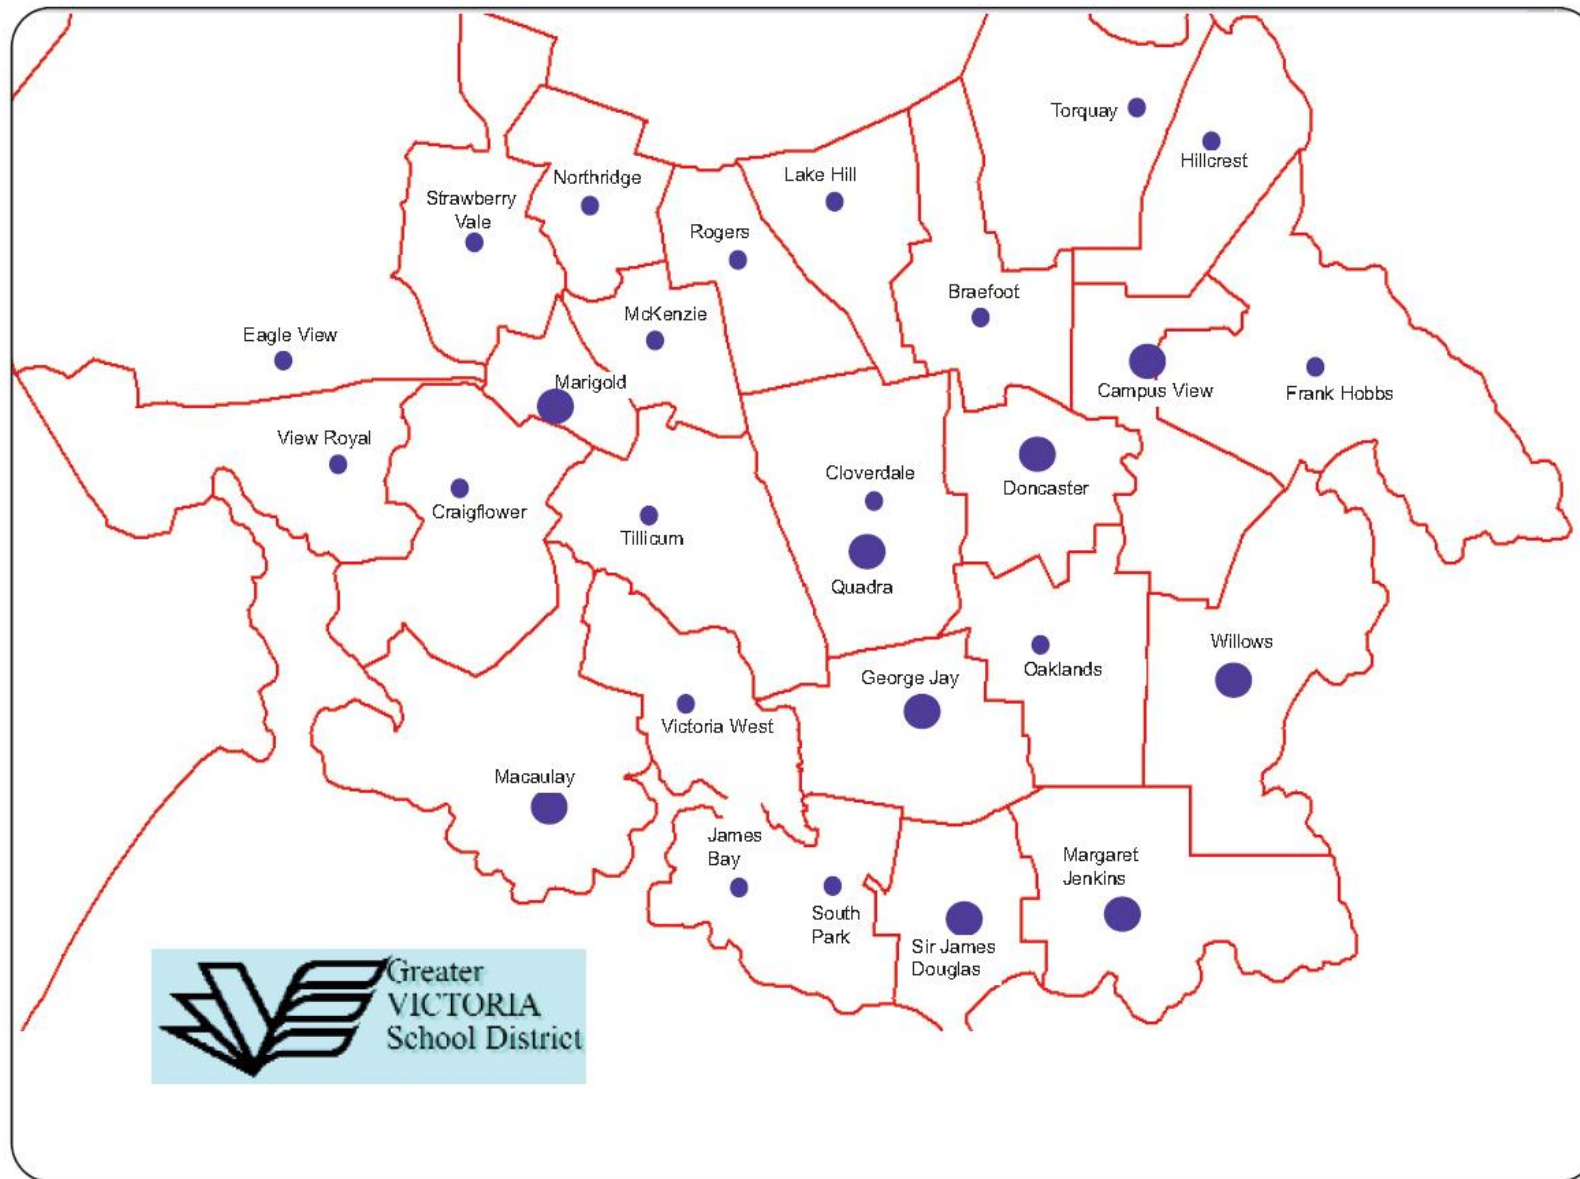 Torquay
Hillcrest
Lake Hill
Northridge
Strawberry
Vale
Rogers
Braefoot
McKenzie
Eagle View
Marigold
Campus View
Frank Hobbs
View Royal
Cloverdale
Doncaster
Craigflower
Tillicum
Quadra
Willows
Oaklands
George Jay
Victoria West
Macaulay
James
Bay
Margaret
Jenkins
South
Park
Sir James
Douglas
Greater
VICTORIA
School District